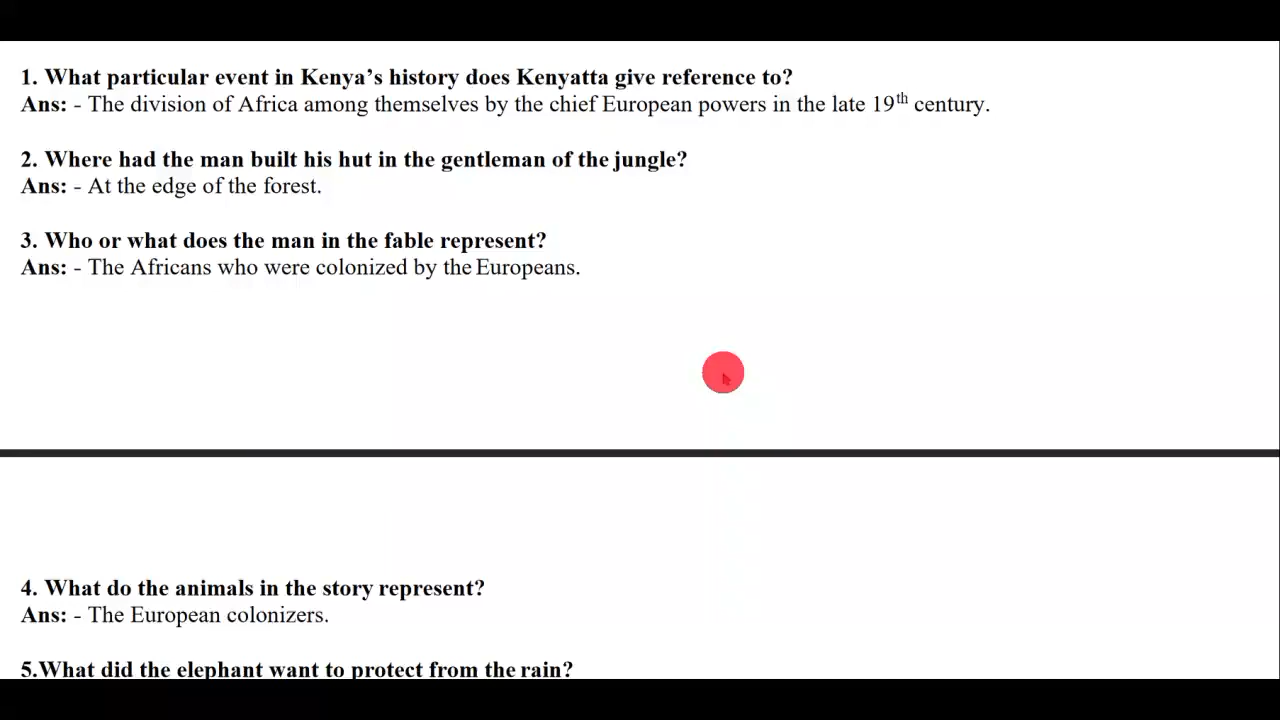 1. What particular event in Kenya’s history does Kenyatta give reference to?
Ans: - The division of Africa among themselves by the chief European powers in the late 19th century.
2. Where had the man built his hut in the gentleman of the jungle?
Ans: - At the edge of the forest.
3. Who or what does the man in the fable represent?
Ans: - The Africans who were colonized by the Europeans.
4. What do the animals in the story represent?
Ans: - The European colonizers.
5.What did the elephant want to protect from the rain?